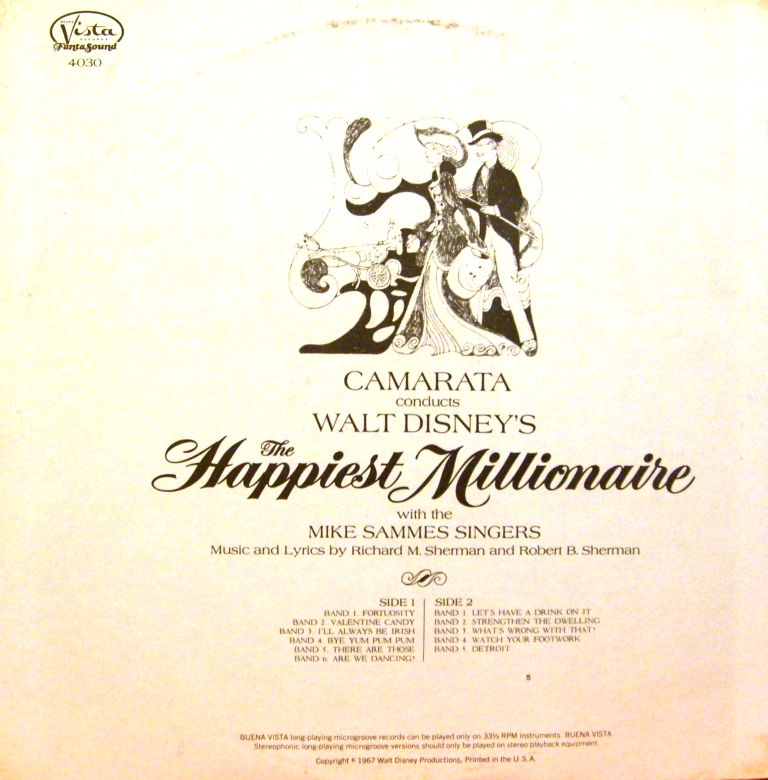 BUENA Vista
RECORDS
FantaSound
4030
CAMARATA
conducts
WALT DISNEY'S
The
Happiest Millionaire
with the
MIKE SAMMES SINGERS
Music and Lyrics by Richard M. Sherman and Robert B. Sherman
SIDE 1
BAND 1. FORTUOSITY
BAND 2. VALENTINE CANDY
BAND 3. I'LL ALWAYS BE IRISH
BAND 4. BYE YUM PUM PUM
BAND 5. THERE ARE THOSE
BAND 6. ARE WE DANCING?
SIDE 2
BAND 1. LET'S HAVE A DRINK ON IT
BAND 2. STRENGTHEN THE DWELLING
BAND 3. WHAT'S WRONG WITH THAT?
BAND 4. WATCH YOUR FOOTWORK
BAND 5. DETROIT
5
BUENA VISTA long-playing microgroove records can be played only on 33⅓ RPM instruments. BUENA VISTA
Stereophonic long-playing microgroove versions should only be played on stereo playback equipment.
Copyright © 1967 Walt Disney Productions, Printed in the U.S.A.